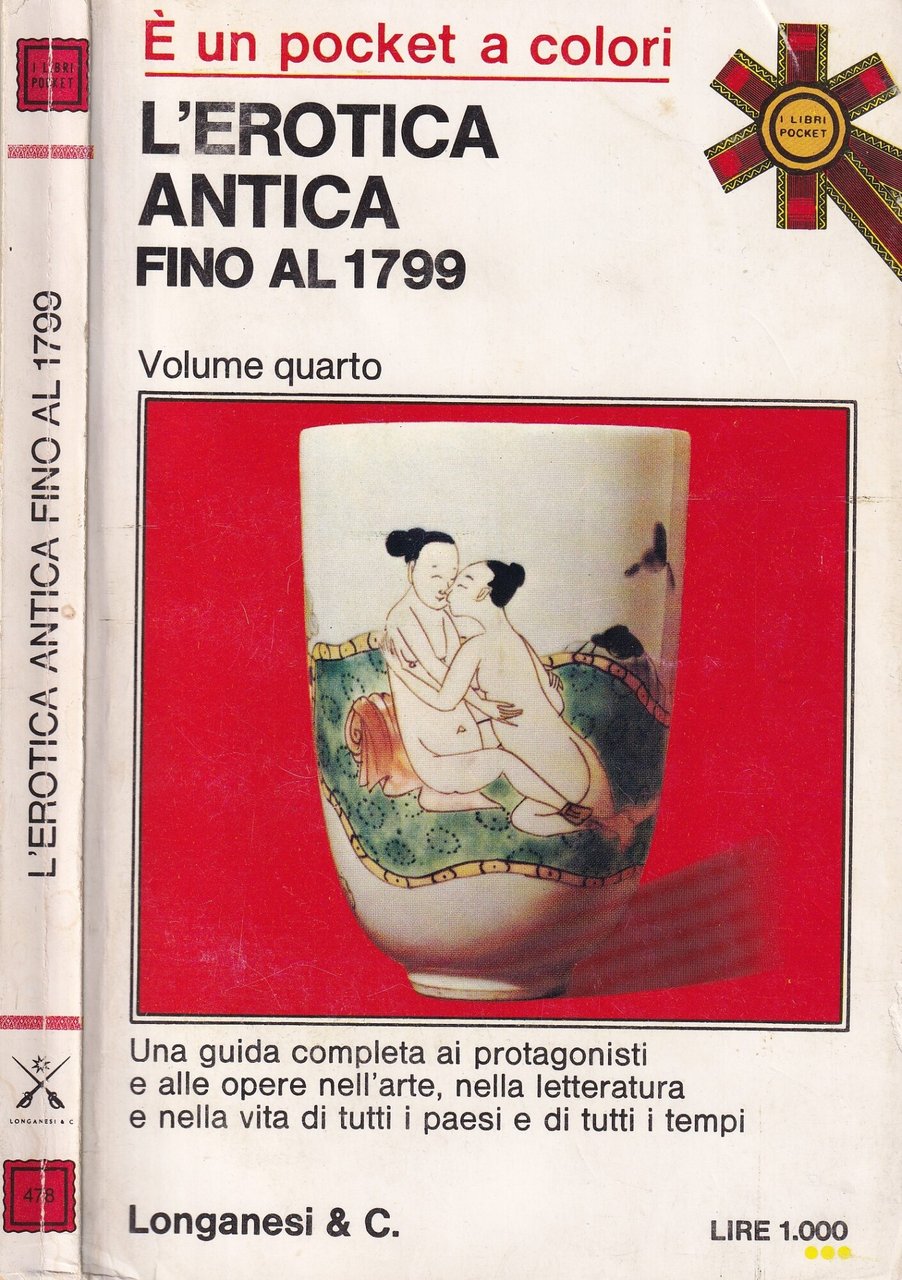 I LIBRI
POCKET
L'EROTICA ANTICA FINO AL 1799
LONGANESI & C
478
È un pocket a colori
I LIBRI
POCKET
L'EROTICA
ANTICA
FINO AL 1799
Volume quarto
Una guida completa ai protagonisti
e alle opere nell'arte, nella letteratura
e nella vita di tutti i paesi e di tutti i tempi
Longanesi & C.
LIRE 1.000